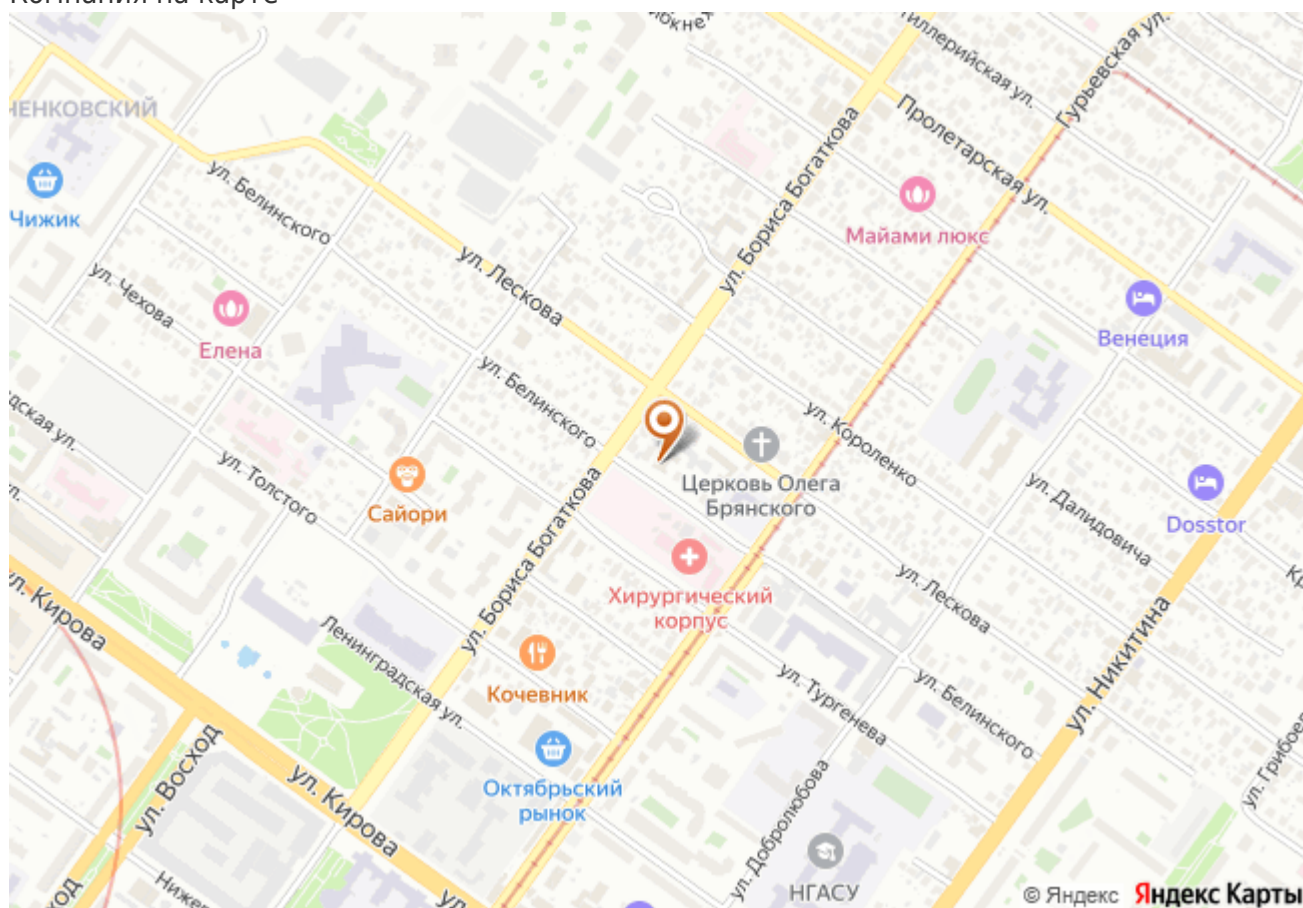 Компания на карте
Гурьевская ул.
Пролетарская ул.
Чижик
ул. Белинского
ул. Бориса Богаткова
Майами люкс
ул. Чехова
ул. Лескова
Венеция
Елена
ул. Белинского
ул. Короленко
ул. Толстого
Сайори
Церковь Олега
Брянского
ул. Далидовича
Dosstor
ул. Бориса Богаткова
Хирургический
корпус
ул. Лескова
ул. Кирова
Ленинградская ул.
Кочевник
ул. Тургенева
ул. Белинского
ул. Никитина
ул. Восход
ул. Кирова
Октябрьский
рынок
ул. Добролюбова
НГАСУ
© Яндекс Яндекс Карты